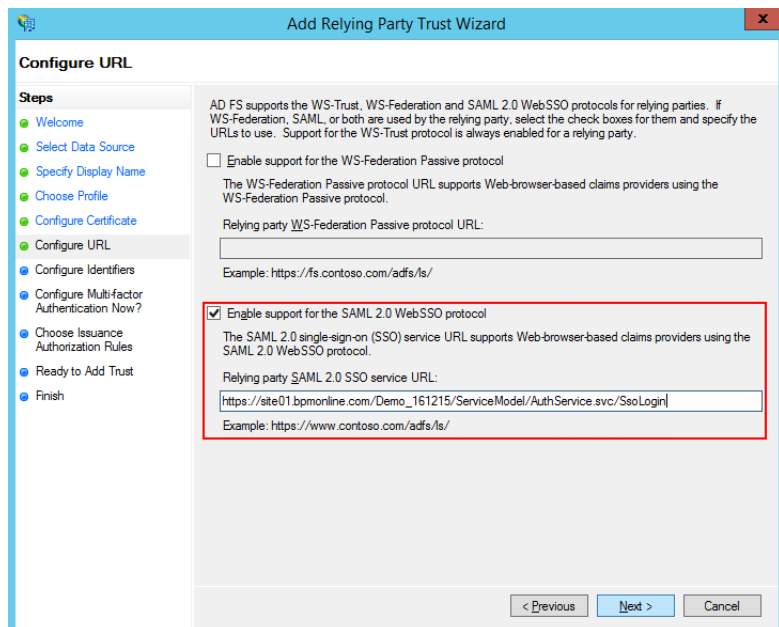 Add Relying Party Trust Wizard
x
Configure URL
Steps
Welcome
Select Data Source
Specify Display Name
Choose Profile
Configure Certificate
Configure URL
Configure Identifiers
Configure Multi-factor
Authentication Now?
Choose Issuance
Authorization Rules
Ready to Add Trust
Finish
AD FS supports the WS-Trust, WS-Federation and SAML 2.0 WebSSO protocols for relying parties. If
WS-Federation, SAML, or both are used by the relying party, select the check boxes for them and specify the
URLs to use. Support for the WS-Trust protocol is always enabled for a relying party.
Enable support for the WS-Federation Passive protocol
The WS-Federation Passive protocol URL supports Web-browser-based claims providers using the
WS-Federation Passive protocol.
Relying party WS-Federation Passive protocol URL:
Example: https://fs.contoso.com/adfs/ls/
Enable support for the SAML 2.0 WebSSO protocol
The SAML 2.0 single-sign-on (SSO) service URL supports Web-browser-based claims providers using the
SAML 2.0 WebSSO protocol.
Relying party SAML 2.0 SSO service URL:
https://site01.bpmonline.com/Demo_161215/ServiceModel/AuthService.svc/SsoLogin
Example: https://www.contoso.com/adfs/ls/
< Previous
Next >
Cancel